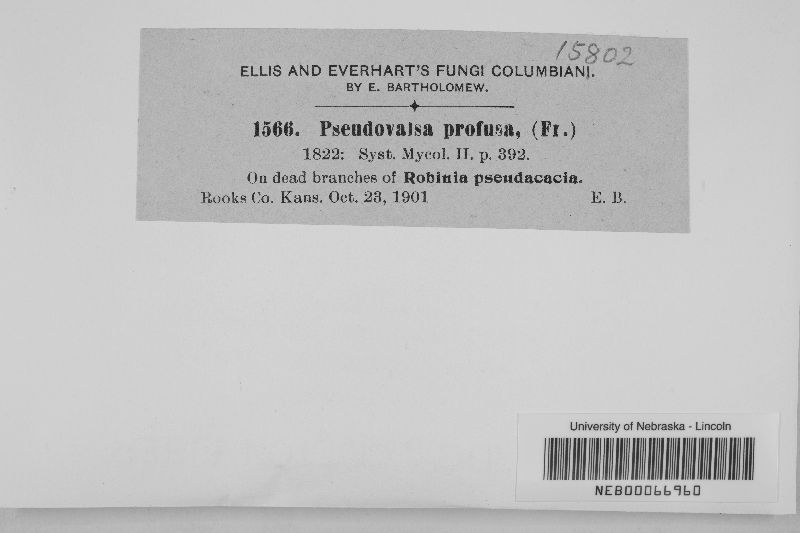 15802
ELLIS AND EVERHART'S FUNGI COLUMBIANI.
BY E. BARTHOLOMEW.
1566. Pseudovalsa profusa, (Fr.)
1822: Syst. Mycol. II. p. 392.
On dead branches of Robinia pseudacacia.
Rooks Co. Kans. Oct. 23, 1901 E. B.
University of Nebraska - Lincoln
NEB00066960